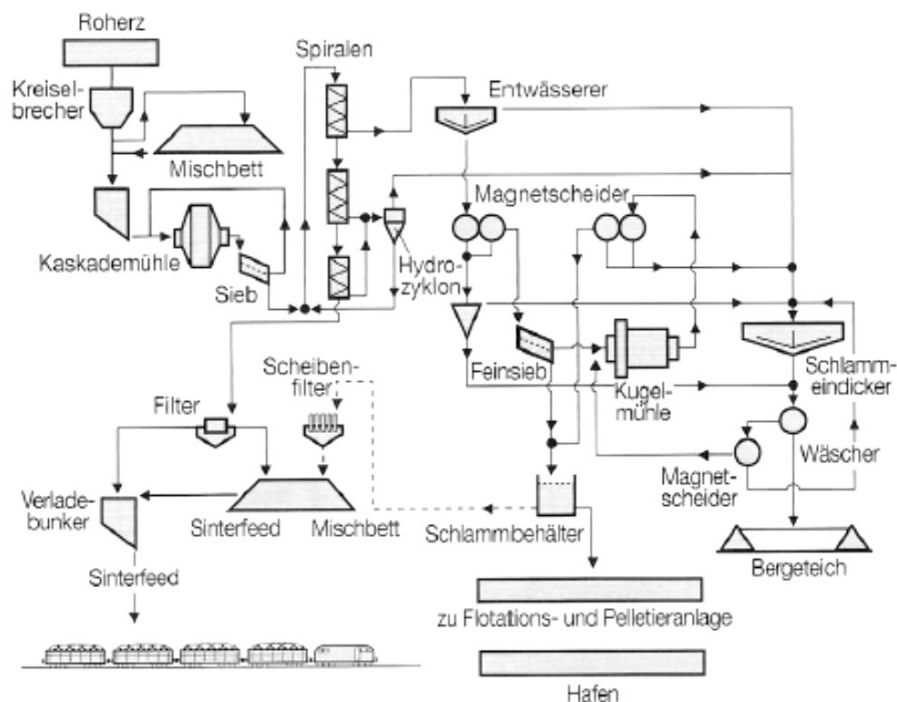 Roherz
Kreisel-
brecher
Mischbett
Kaskademühle
Sieb
Spiralen
Entwässerer
Magnetscheider
Hydro-
zyklon
Feinsieb
Kugel-
mühle
Schlamm-
eindicker
Wäscher
Magnet-
scheider
Bergeteich
Scheiben-
filter
Filter
Verlade-
bunker
Sinterfeed
Mischbett
Schlammbehälter
Sinterfeed
zu Flotations- und Pelletieranlage
Hafen